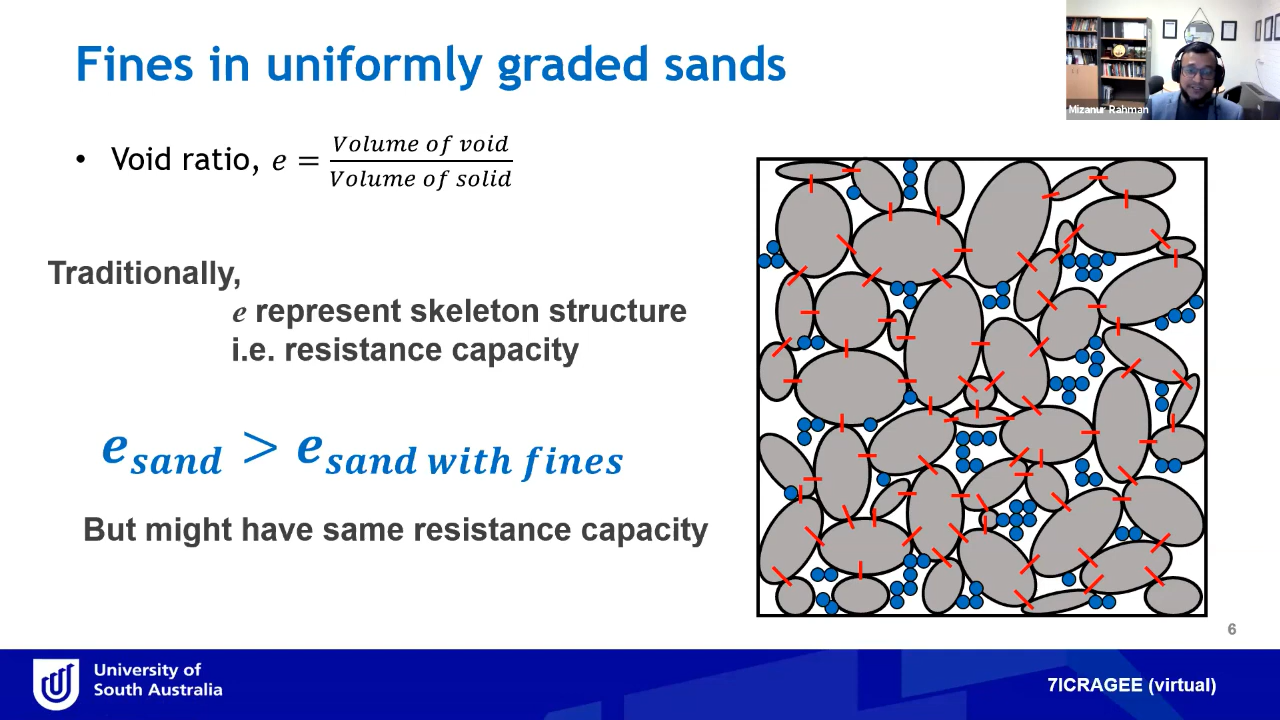 Fines in uniformly graded sands
Mizanur Rahman
• Void ratio, e = Volume of void / Volume of solid
Traditionally,
e represent skeleton structure
i.e. resistance capacity
e_sand > e_sand with fines
But might have same resistance capacity
6
University of
South Australia
7ICRAGEE (virtual)